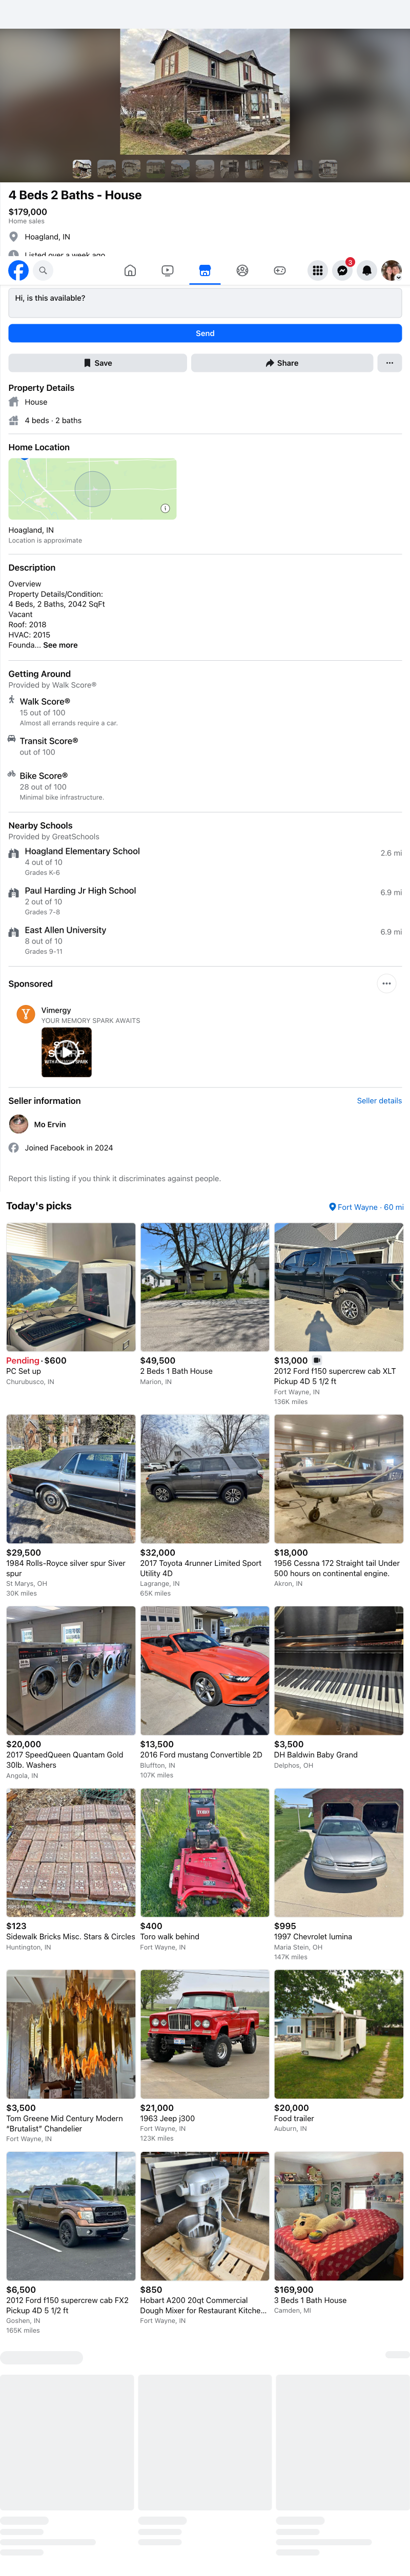 4 Beds 2 Baths - House
$179,000
Home sales
Hoagland, IN
Listed over a week ago
3
Hi, is this available?
Send
Save
Share
Property Details
House
4 beds · 2 baths
Home Location
Hoagland, IN
Location is approximate
Description
Overview
Property Details/Condition:
4 Beds, 2 Baths, 2042 SqFt
Vacant
Roof: 2018
HVAC: 2015
Founda... See more
Getting Around
Provided by Walk Score®
Walk Score®
15 out of 100
Almost all errands require a car.
Transit Score®
out of 100
Bike Score®
28 out of 100
Minimal bike infrastructure.
Nearby Schools
Provided by GreatSchools
Hoagland Elementary School
2.6 mi
4 out of 10
Grades K-6
Paul Harding Jr High School
6.9 mi
2 out of 10
Grades 7-8
East Allen University
6.9 mi
8 out of 10
Grades 9-11
Sponsored
Vimergy
YOUR MEMORY SPARK AWAITS
Seller information
Seller details
Mo Ervin
Joined Facebook in 2024
Report this listing if you think it discriminates against people.
Today's picks
Fort Wayne · 60 mi
Pending · $600
PC Set up
Churubusco, IN
$49,500
2 Beds 1 Bath House
Marion, IN
$13,000
2012 Ford f150 supercrew cab XLT
Pickup 4D 5 1/2 ft
Fort Wayne, IN
136K miles
$29,500
1984 Rolls-Royce silver spur Siver
spur
St Marys, OH
30K miles
$32,000
2017 Toyota 4runner Limited Sport
Utility 4D
Lagrange, IN
65K miles
$18,000
1956 Cessna 172 Straight tail Under
500 hours on continental engine.
Akron, IN
$20,000
2017 SpeedQueen Quantam Gold
30lb. Washers
Angola, IN
$13,500
2016 Ford mustang Convertible 2D
Bluffton, IN
107K miles
$3,500
DH Baldwin Baby Grand
Delphos, OH
$123
Sidewalk Bricks Misc. Stars & Circles
Huntington, IN
TORO
$400
Toro walk behind
Fort Wayne, IN
$995
1997 Chevrolet lumina
Maria Stein, OH
147K miles
$3,500
Tom Greene Mid Century Modern
“Brutalist” Chandelier
Fort Wayne, IN
$21,000
1963 Jeep j300
Fort Wayne, IN
123K miles
$20,000
Food trailer
Auburn, IN
$6,500
2012 Ford f150 supercrew cab FX2
Pickup 4D 5 1/2 ft
Goshen, IN
165K miles
$850
Hobart A200 20qt Commercial
Dough Mixer for Restaurant Kitche...
Fort Wayne, IN
$169,900
3 Beds 1 Bath House
Camden, MI